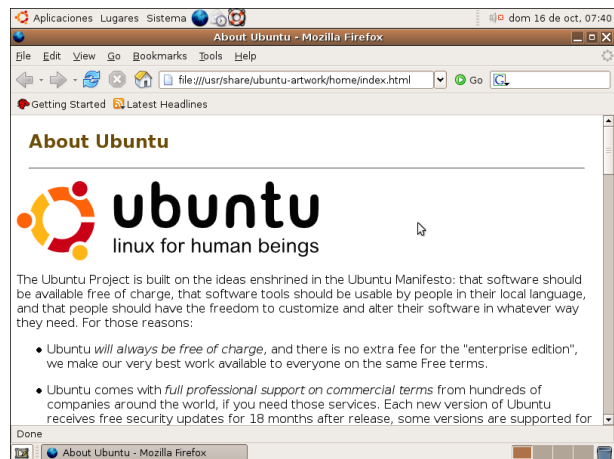 Aplicaciones Lugares Sistema dom 16 de oct, 07:40
About Ubuntu - Mozilla Firefox
File Edit View Go Bookmarks Tools Help
file:///usr/share/ubuntu-artwork/home/index.html Go G
Getting Started Latest Headlines
About Ubuntu
ubuntu
linux for human beings
The Ubuntu Project is built on the ideas enshrined in the Ubuntu Manifesto: that software should
be available free of charge, that software tools should be usable by people in their local language,
and that people should have the freedom to customize and alter their software in whatever way
they need. For those reasons:
• Ubuntu will always be free of charge, and there is no extra fee for the "enterprise edition",
we make our very best work available to everyone on the same Free terms.
• Ubuntu comes with full professional support on commercial terms from hundreds of
companies around the world, if you need those services. Each new version of Ubuntu
receives free security updates for 18 months after release, some versions are supported for
Done
About Ubuntu - Mozilla Firefox